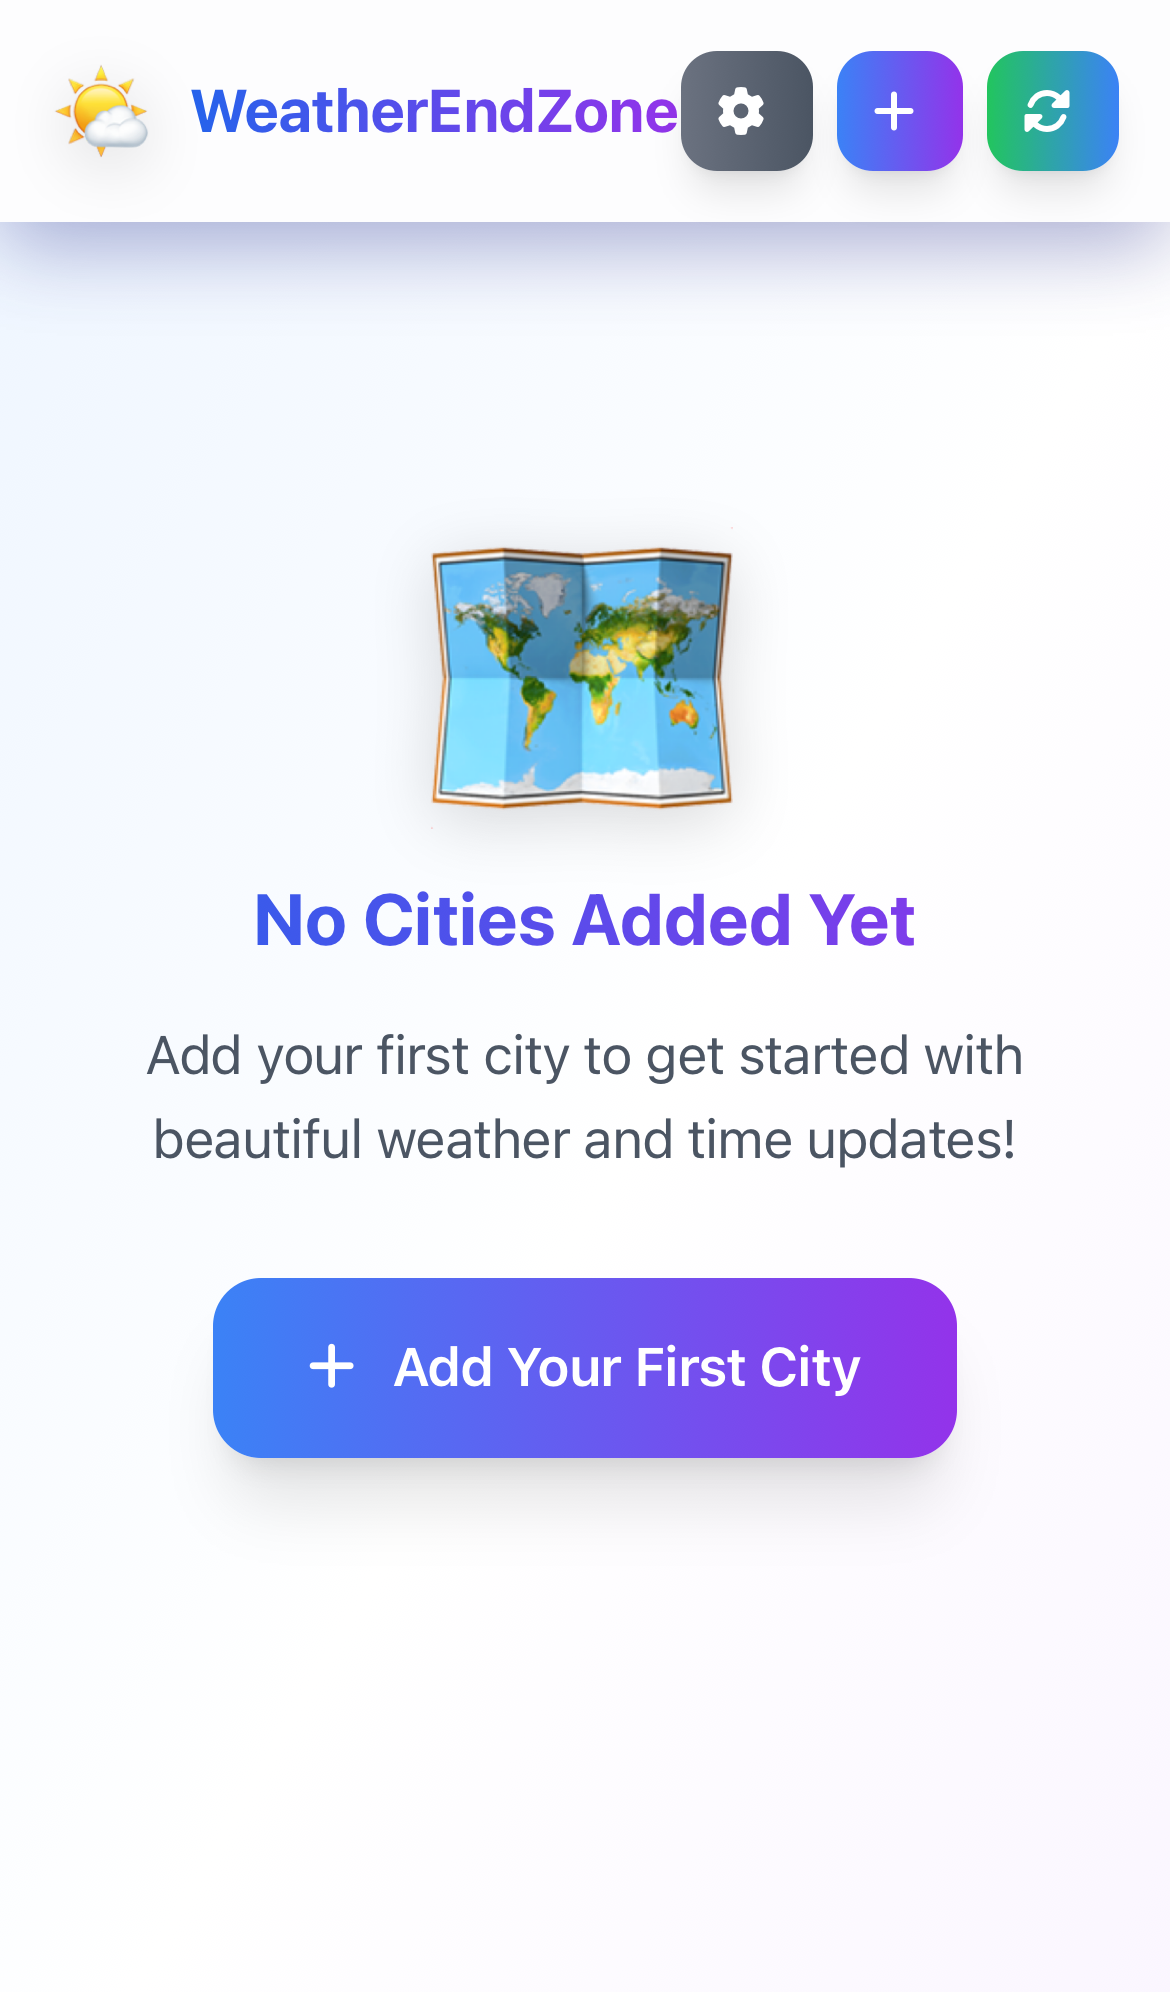 WeatherEndZone
No Cities Added Yet
Add your first city to get started with
beautiful weather and time updates!
Add Your First City